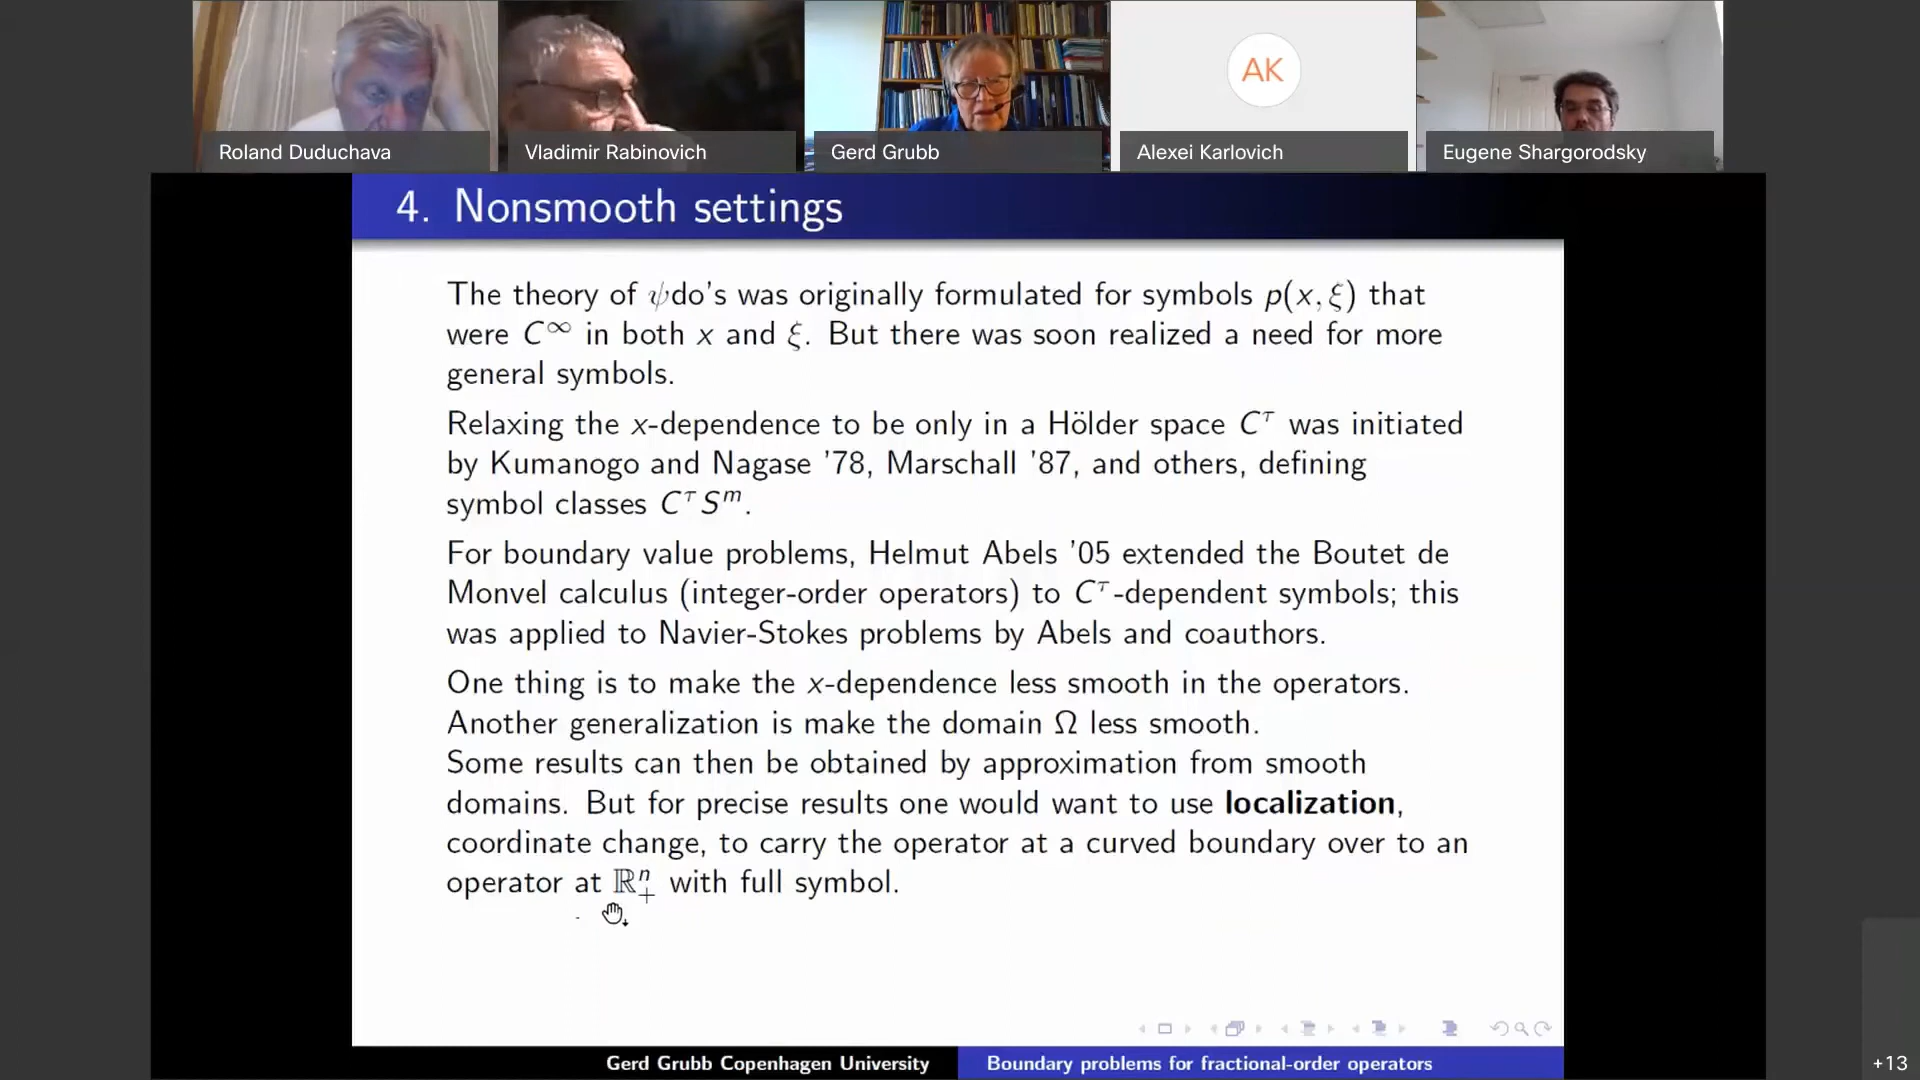 AK
Roland Duduchava
Vladimir Rabinovich
Gerd Grubb
Alexei Karlovich
Eugene Shargorodsky
4. Nonsmooth settings
The theory of ψdo's was originally formulated for symbols p(x, ξ) that
were C^∞ in both x and ξ. But there was soon realized a need for more
general symbols.
Relaxing the x-dependence to be only in a Hölder space C^τ was initiated
by Kumanogo and Nagase '78, Marschall '87, and others, defining
symbol classes C^τ S^m.
For boundary value problems, Helmut Abels '05 extended the Boutet de
Monvel calculus (integer-order operators) to C^τ-dependent symbols; this
was applied to Navier-Stokes problems by Abels and coauthors.
One thing is to make the x-dependence less smooth in the operators.
Another generalization is make the domain Ω less smooth.
Some results can then be obtained by approximation from smooth
domains. But for precise results one would want to use localization,
coordinate change, to carry the operator at a curved boundary over to an
operator at ℝ^n_+ with full symbol.
Gerd Grubb Copenhagen University
Boundary problems for fractional-order operators
+13